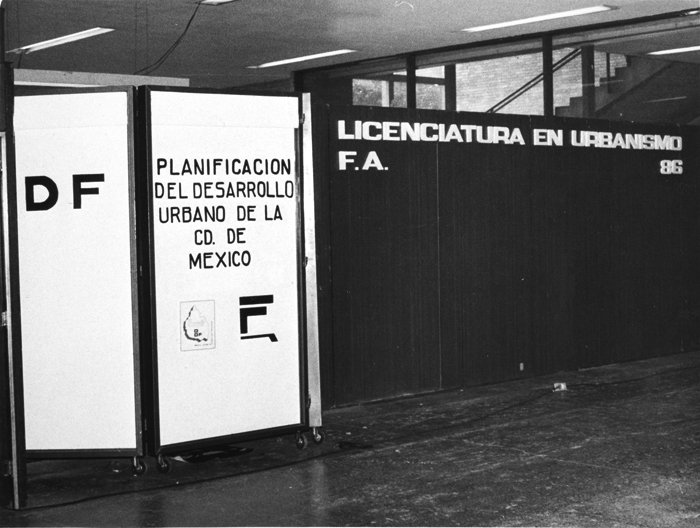 DF
PLANIFICACION
DEL DESARROLLO
URBANO DE LA
CD. DE
MEXICO
LICENCIATURA EN URBANISMO
F.A. 86